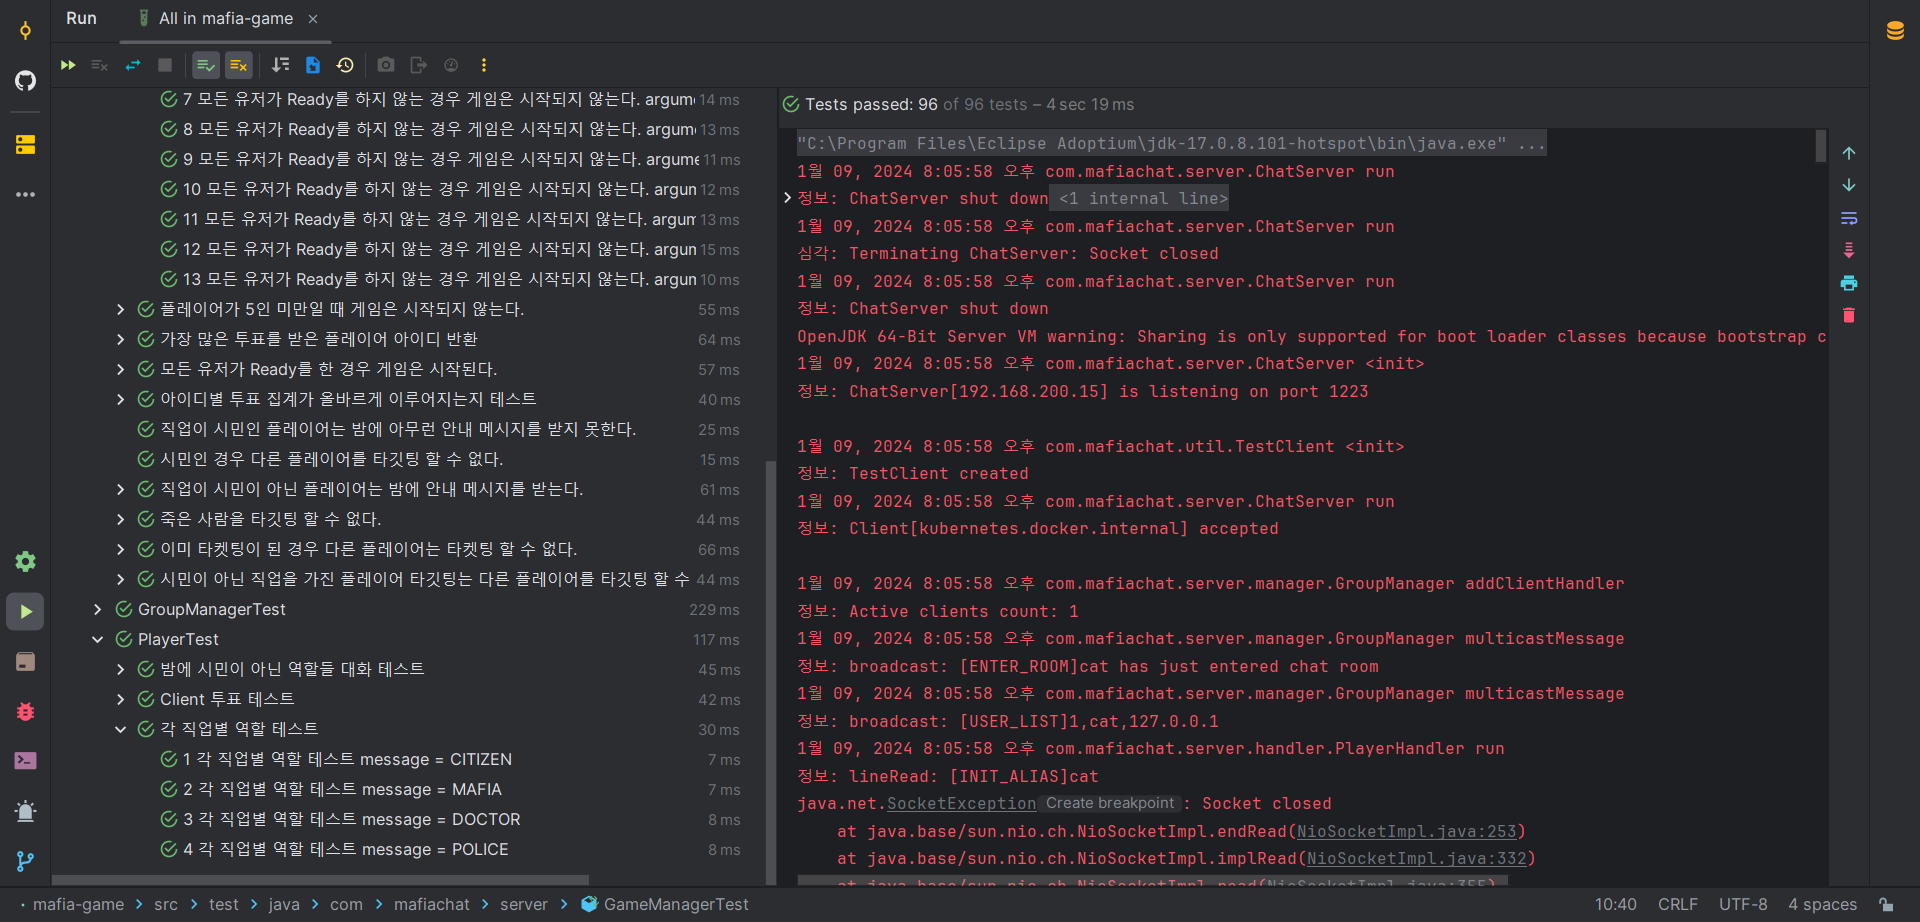 Run All in mafia-game
7 모든 유저가 Ready를 하지 않는 경우 게임은 시작되지 않는다. argume 14 ms
8 모든 유저가 Ready를 하지 않는 경우 게임은 시작되지 않는다. argum 13 ms
9 모든 유저가 Ready를 하지 않는 경우 게임은 시작되지 않는다. argume 11 ms
10 모든 유저가 Ready를 하지 않는 경우 게임은 시작되지 않는다. argum 12 ms
11 모든 유저가 Ready를 하지 않는 경우 게임은 시작되지 않는다. argum 13 ms
12 모든 유저가 Ready를 하지 않는 경우 게임은 시작되지 않는다. argum 15 ms
13 모든 유저가 Ready를 하지 않는 경우 게임은 시작되지 않는다. argum 10 ms
플레이어가 5인 미만일 때 게임은 시작되지 않는다. 55 ms
가장 많은 투표를 받은 플레이어 아이디 반환 64 ms
모든 유저가 Ready를 한 경우 게임은 시작된다. 57 ms
아이디별 투표 집계가 올바르게 이루어지는지 테스트 40 ms
직업이 시민인 플레이어는 밤에 아무런 안내 메시지를 받지 못한다. 25 ms
시민인 경우 다른 플레이어를 타깃팅 할 수 없다. 15 ms
직업이 시민이 아닌 플레이어는 밤에 안내 메시지를 받는다. 61 ms
죽은 사람을 타깃팅 할 수 없다. 44 ms
이미 타켓팅이 된 경우 다른 플레이어는 타켓팅 할 수 없다. 66 ms
시민이 아닌 직업을 가진 플레이어 타깃팅는 다른 플레이어를 타깃팅 할 수 44 ms
GroupManagerTest 229 ms
PlayerTest 117 ms
밤에 시민이 아닌 역할들 대화 테스트 45 ms
Client 투표 테스트 42 ms
각 직업별 역할 테스트 30 ms
1 각 직업별 역할 테스트 message = CITIZEN 7 ms
2 각 직업별 역할 테스트 message = MAFIA 7 ms
3 각 직업별 역할 테스트 message = DOCTOR 8 ms
4 각 직업별 역할 테스트 message = POLICE 8 ms
Tests passed: 96 of 96 tests – 4 sec 19 ms
"C:\Program Files\Eclipse Adoptium\jdk-17.0.8.101-hotspot\bin\java.exe" ...
1월 09, 2024 8:05:58 오후 com.mafiachat.server.ChatServer run
정보: ChatServer shut down <1 internal line>
1월 09, 2024 8:05:58 오후 com.mafiachat.server.ChatServer run
심각: Terminating ChatServer: Socket closed
1월 09, 2024 8:05:58 오후 com.mafiachat.server.ChatServer run
정보: ChatServer shut down
OpenJDK 64-Bit Server VM warning: Sharing is only supported for boot loader classes because bootstrap c
1월 09, 2024 8:05:58 오후 com.mafiachat.server.ChatServer <init>
정보: ChatServer[192.168.200.15] is listening on port 1223
1월 09, 2024 8:05:58 오후 com.mafiachat.util.TestClient <init>
정보: TestClient created
1월 09, 2024 8:05:58 오후 com.mafiachat.server.ChatServer run
정보: Client[kubernetes.docker.internal] accepted
1월 09, 2024 8:05:58 오후 com.mafiachat.server.manager.GroupManager addClientHandler
정보: Active clients count: 1
1월 09, 2024 8:05:58 오후 com.mafiachat.server.manager.GroupManager multicastMessage
정보: broadcast: [ENTER_ROOM]cat has just entered chat room
1월 09, 2024 8:05:58 오후 com.mafiachat.server.manager.GroupManager multicastMessage
정보: broadcast: [USER_LIST]1,cat,127.0.0.1
1월 09, 2024 8:05:58 오후 com.mafiachat.server.handler.PlayerHandler run
정보: lineRead: [INIT_ALIAS]cat
java.net.SocketException Create breakpoint : Socket closed
at java.base/sun.nio.ch.NioSocketImpl.endRead(NioSocketImpl.java:253)
at java.base/sun.nio.ch.NioSocketImpl.implRead(NioSocketImpl.java:332)
at java.base/sun.nio.ch.NioSocketImpl.read(NioSocketImpl.java:355)
mafia-game > src > test > java > com > mafiachat > server > GameManagerTest 10:40 CRLF UTF-8 4 spaces